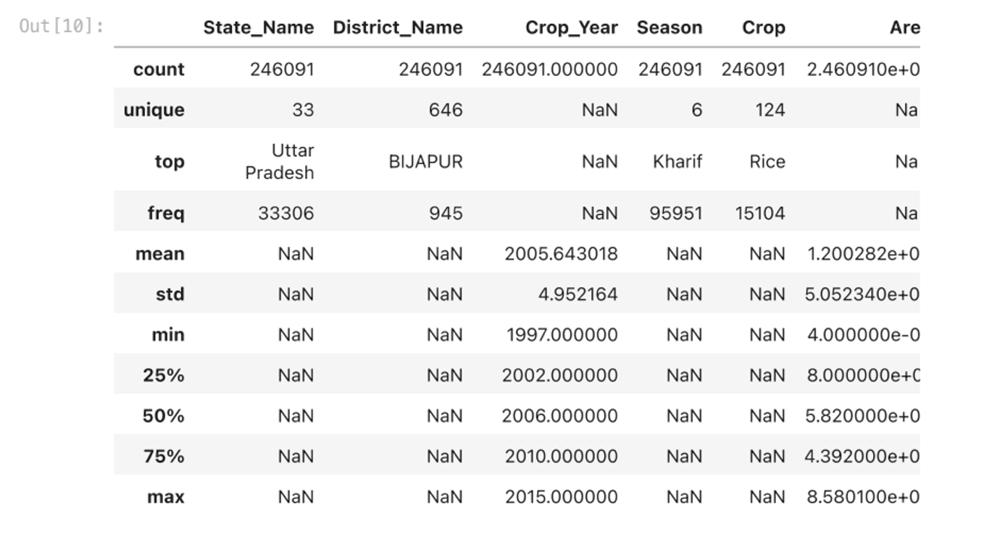 Out[10]:
State_Name District_Name Crop_Year Season Crop Are
count 246091 246091 246091.000000 246091 246091 2.460910e+0
unique 33 646 NaN 6 124 Na
top Uttar Pradesh BIJAPUR NaN Kharif Rice Na
freq 33306 945 NaN 95951 15104 Na
mean NaN NaN 2005.643018 NaN NaN 1.200282e+0
std NaN NaN 4.952164 NaN NaN 5.052340e+0
min NaN NaN 1997.000000 NaN NaN 4.000000e-0
25% NaN NaN 2002.000000 NaN NaN 8.000000e+0
50% NaN NaN 2006.000000 NaN NaN 5.820000e+0
75% NaN NaN 2010.000000 NaN NaN 4.392000e+0
max NaN NaN 2015.000000 NaN NaN 8.580100e+0